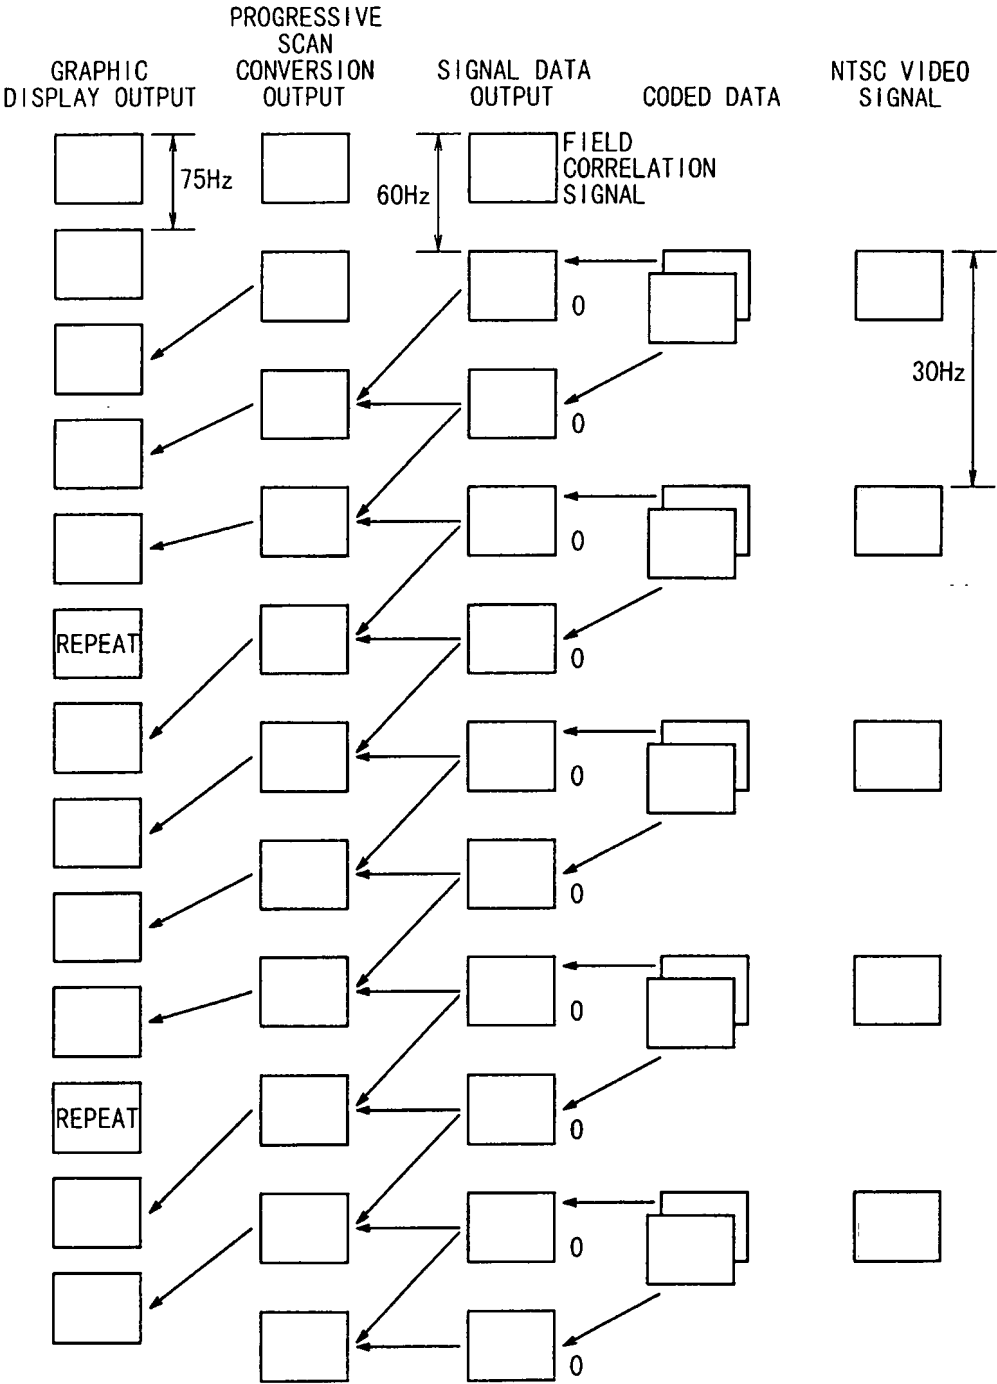 PROGRESSIVE
SCAN
CONVERSION
OUTPUT
GRAPHIC
DISPLAY OUTPUT
SIGNAL DATA
OUTPUT
CODED DATA
NTSC VIDEO
SIGNAL
75Hz
60Hz
FIELD
CORRELATION
SIGNAL
0
30Hz
0
0
REPEAT
0
0
0
0
REPEAT
0
0
0